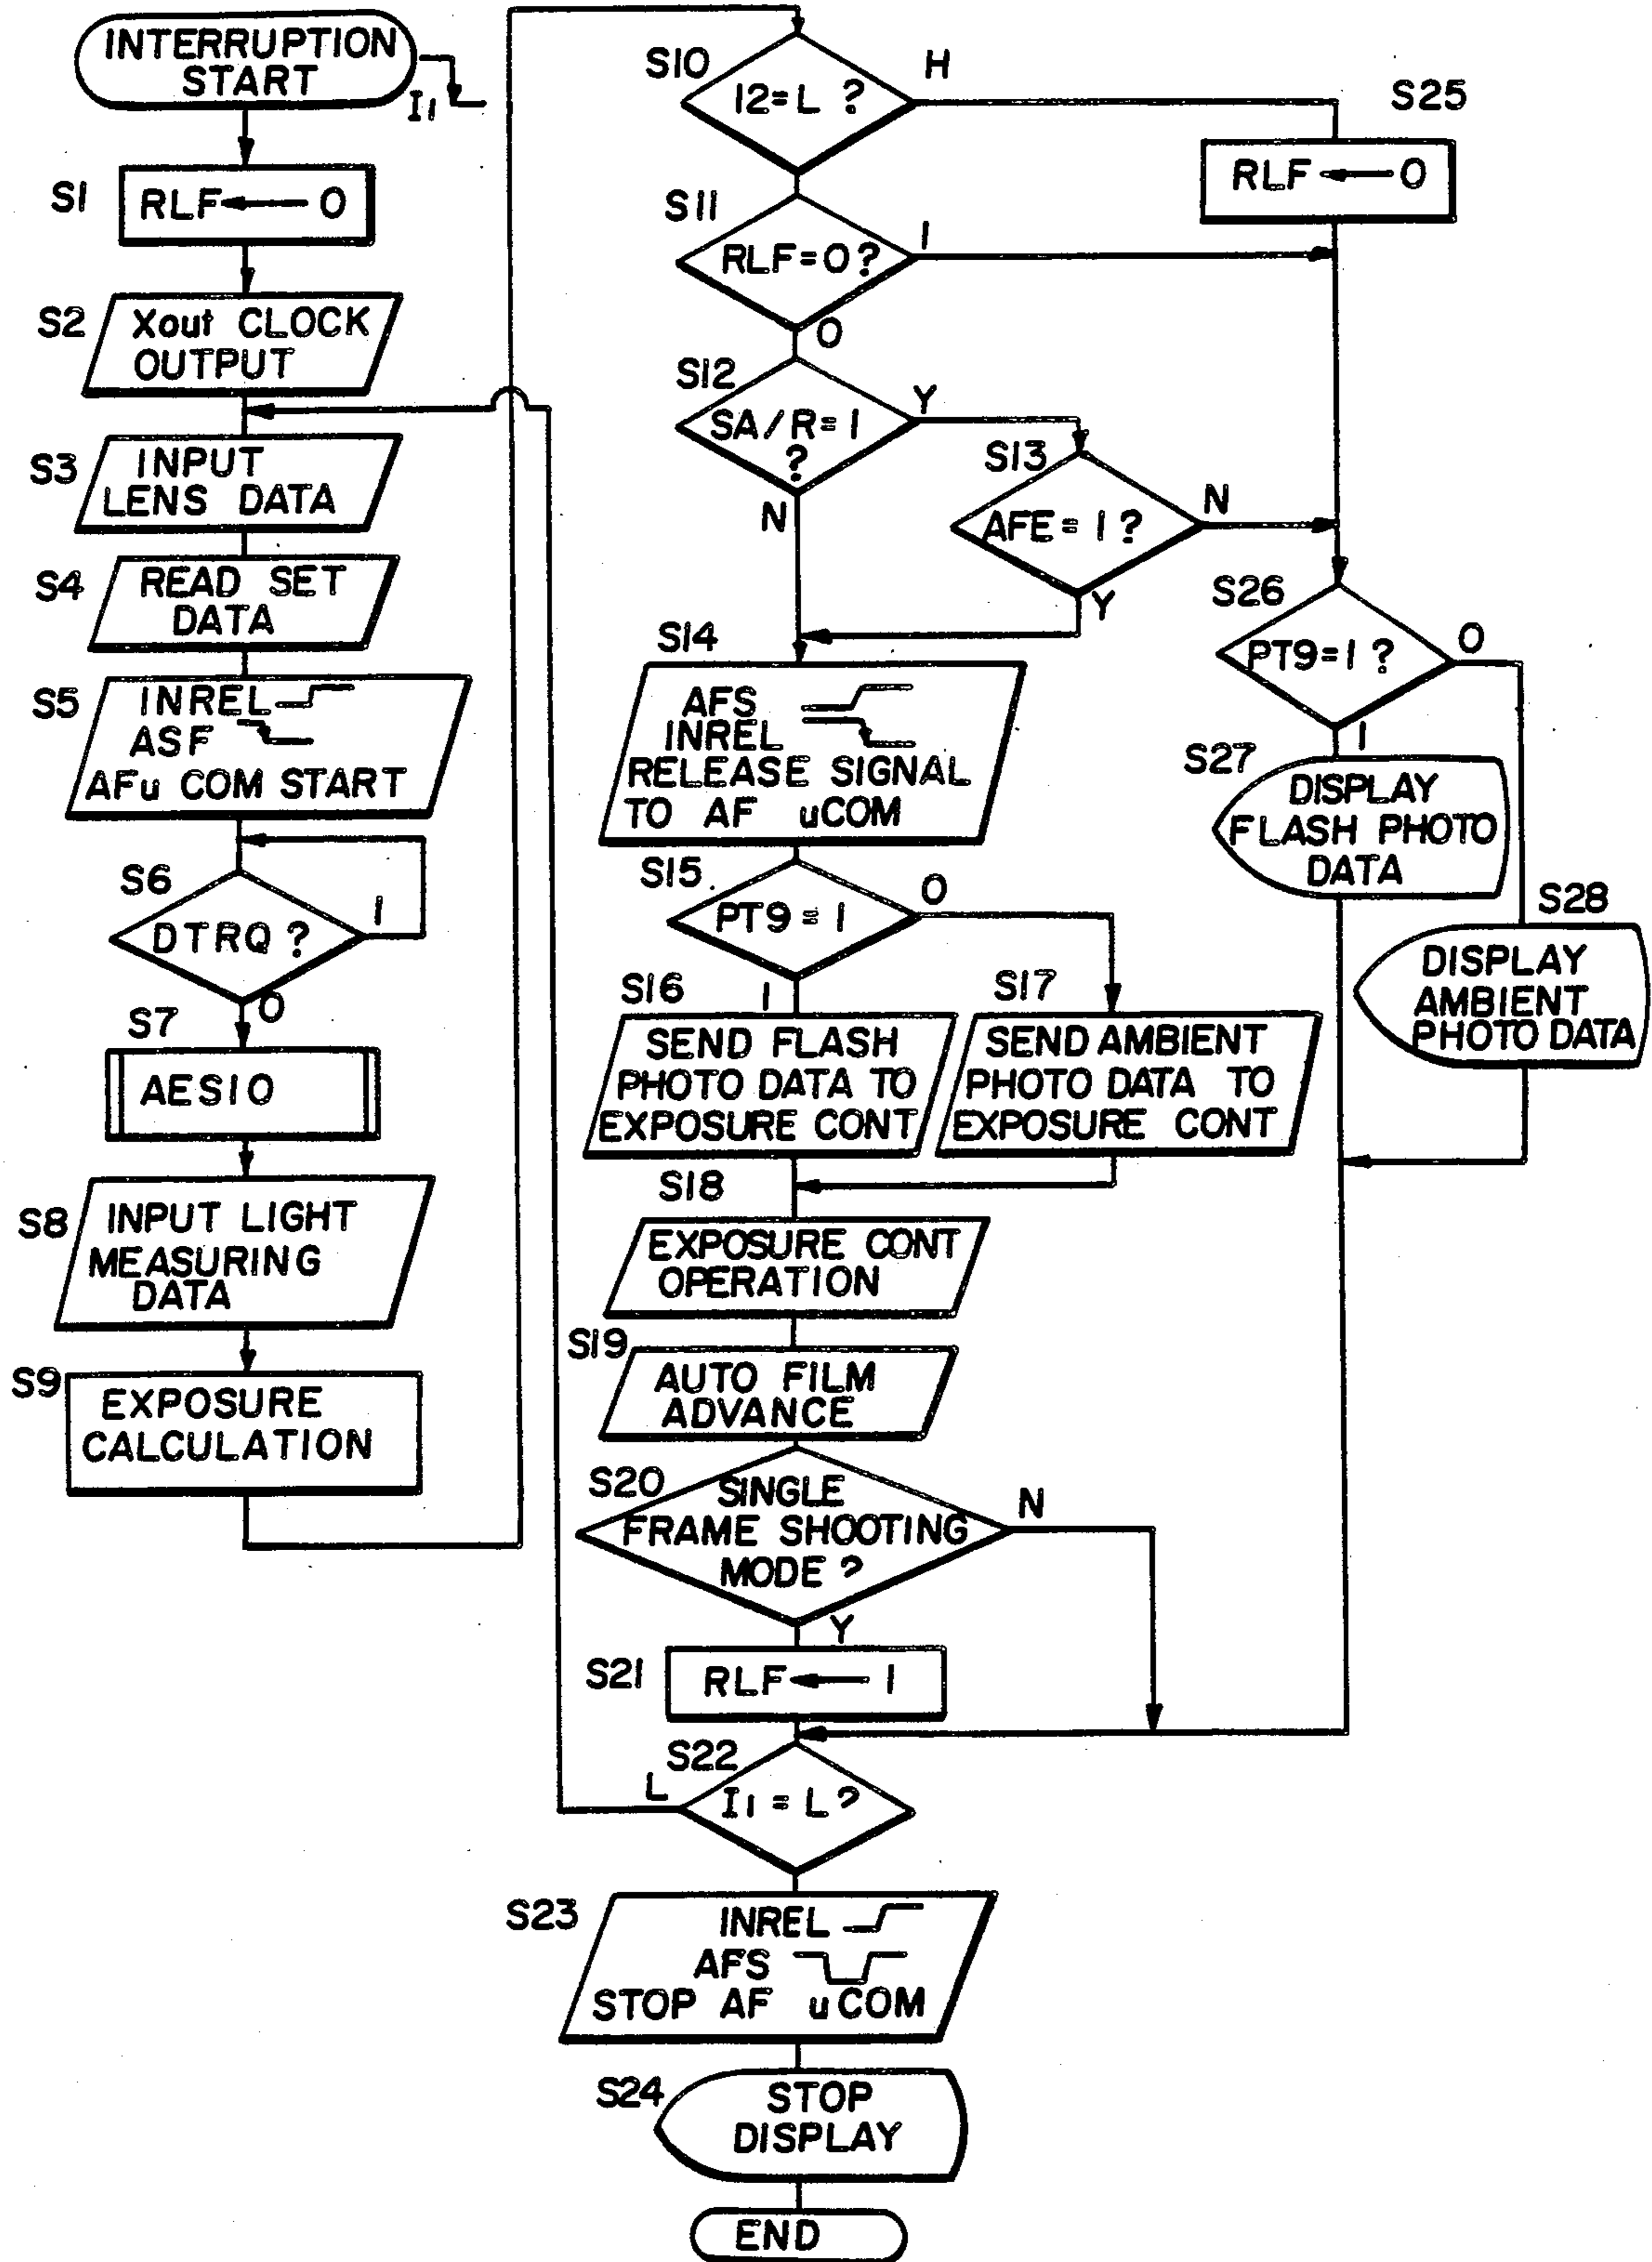 INTERRUPTION
START
I1
S1
RLF ← 0
S2
Xout CLOCK
OUTPUT
S3
INPUT
LENS DATA
S4
READ SET
DATA
S5
INREL
ASF
AFu COM START
S6
DTRQ ?
1
0
S7
AESIO
S8
INPUT LIGHT
MEASURING
DATA
S9
EXPOSURE
CALCULATION
S10
I2=L ?
H
S11
RLF=0?
1
0
S12
SA/R=1
?
Y
N
S13
AFE=1?
N
Y
S14
AFS
INREL
RELEASE SIGNAL
TO AF uCOM
S15
PT9=1
0
1
S16
SEND FLASH
PHOTO DATA TO
EXPOSURE CONT
S17
SEND AMBIENT
PHOTO DATA TO
EXPOSURE CONT
S18
EXPOSURE CONT
OPERATION
S19
AUTO FILM
ADVANCE
S20
SINGLE
FRAME SHOOTING
MODE ?
N
Y
S21
RLF ← 1
S22
I1=L?
L
S23
INREL
AFS
STOP AF uCOM
S24
STOP
DISPLAY
END
S25
RLF ← 0
S26
PT9=1?
0
1
S27
DISPLAY
FLASH PHOTO
DATA
S28
DISPLAY
AMBIENT
PHOTO DATA